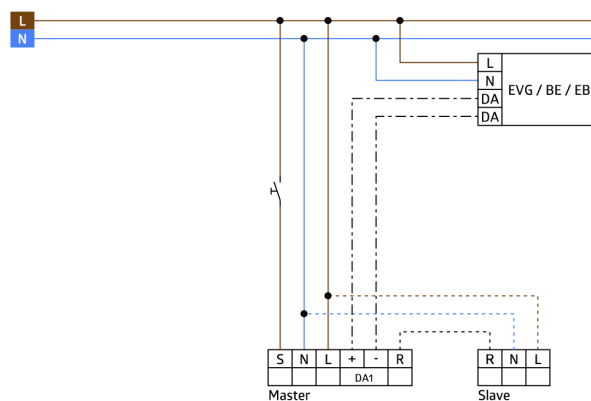 L
N
L
N
EVG / BE / EB
DA
DA
S N L + - R
DA1
Master
R N L
Slave